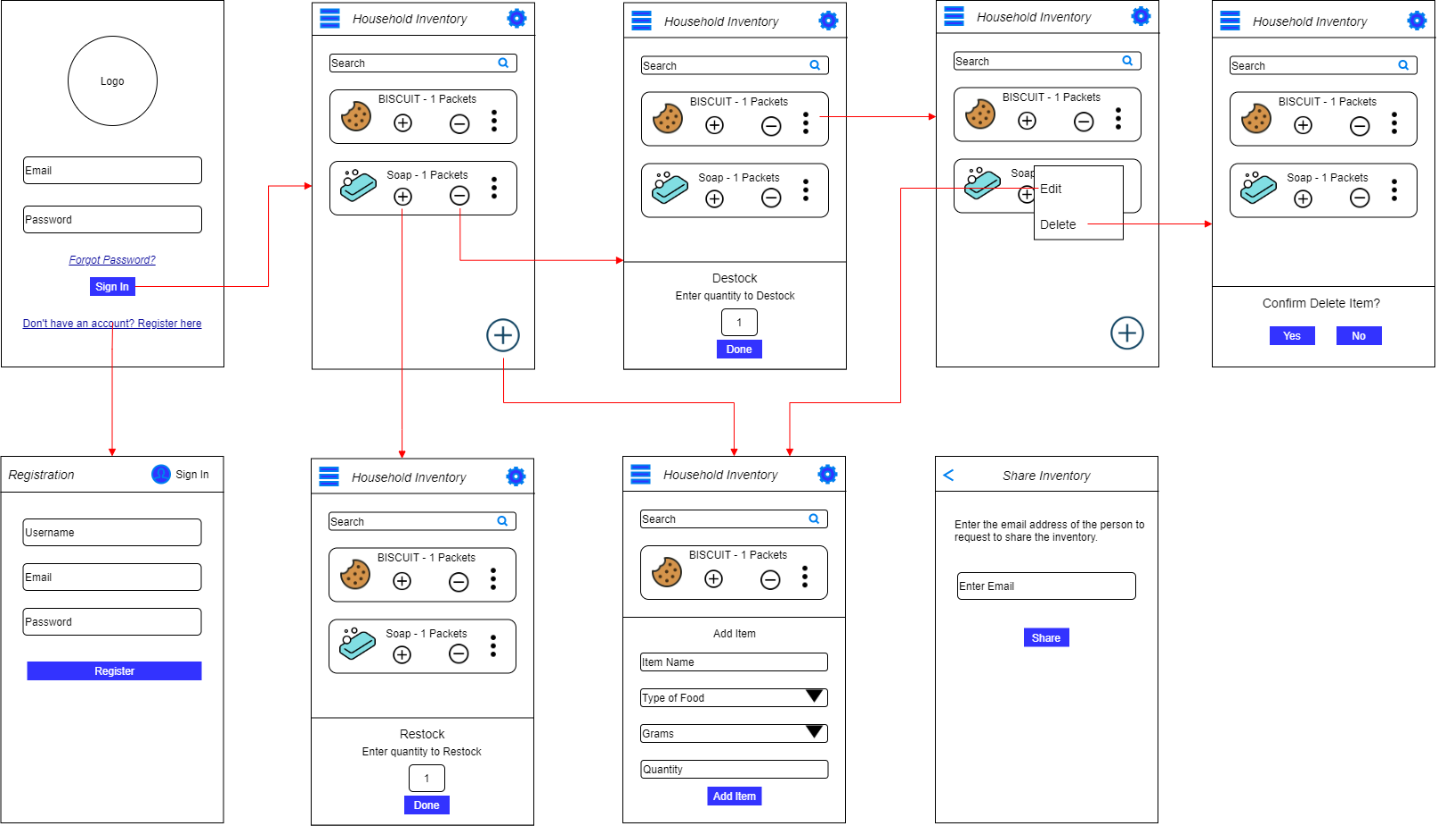 Logo
Email
Password
Forgot Password?
Sign In
Don't have an account? Register here
Household Inventory
Search
BISCUIT - 1 Packets
Soap - 1 Packets
Household Inventory
Search
BISCUIT - 1 Packets
Soap - 1 Packets
Destock
Enter quantity to Destock
1
Done
Household Inventory
Search
BISCUIT - 1 Packets
Soap
Edit
Delete
Household Inventory
Search
BISCUIT - 1 Packets
Soap - 1 Packets
Confirm Delete Item?
Yes No
Registration Sign In
Username
Email
Password
Register
Household Inventory
Search
BISCUIT - 1 Packets
Soap - 1 Packets
Restock
Enter quantity to Restock
1
Done
Household Inventory
Search
BISCUIT - 1 Packets
Add Item
Item Name
Type of Food
Grams
Quantity
Add Item
Share Inventory
Enter the email address of the person to
request to share the inventory.
Enter Email
Share